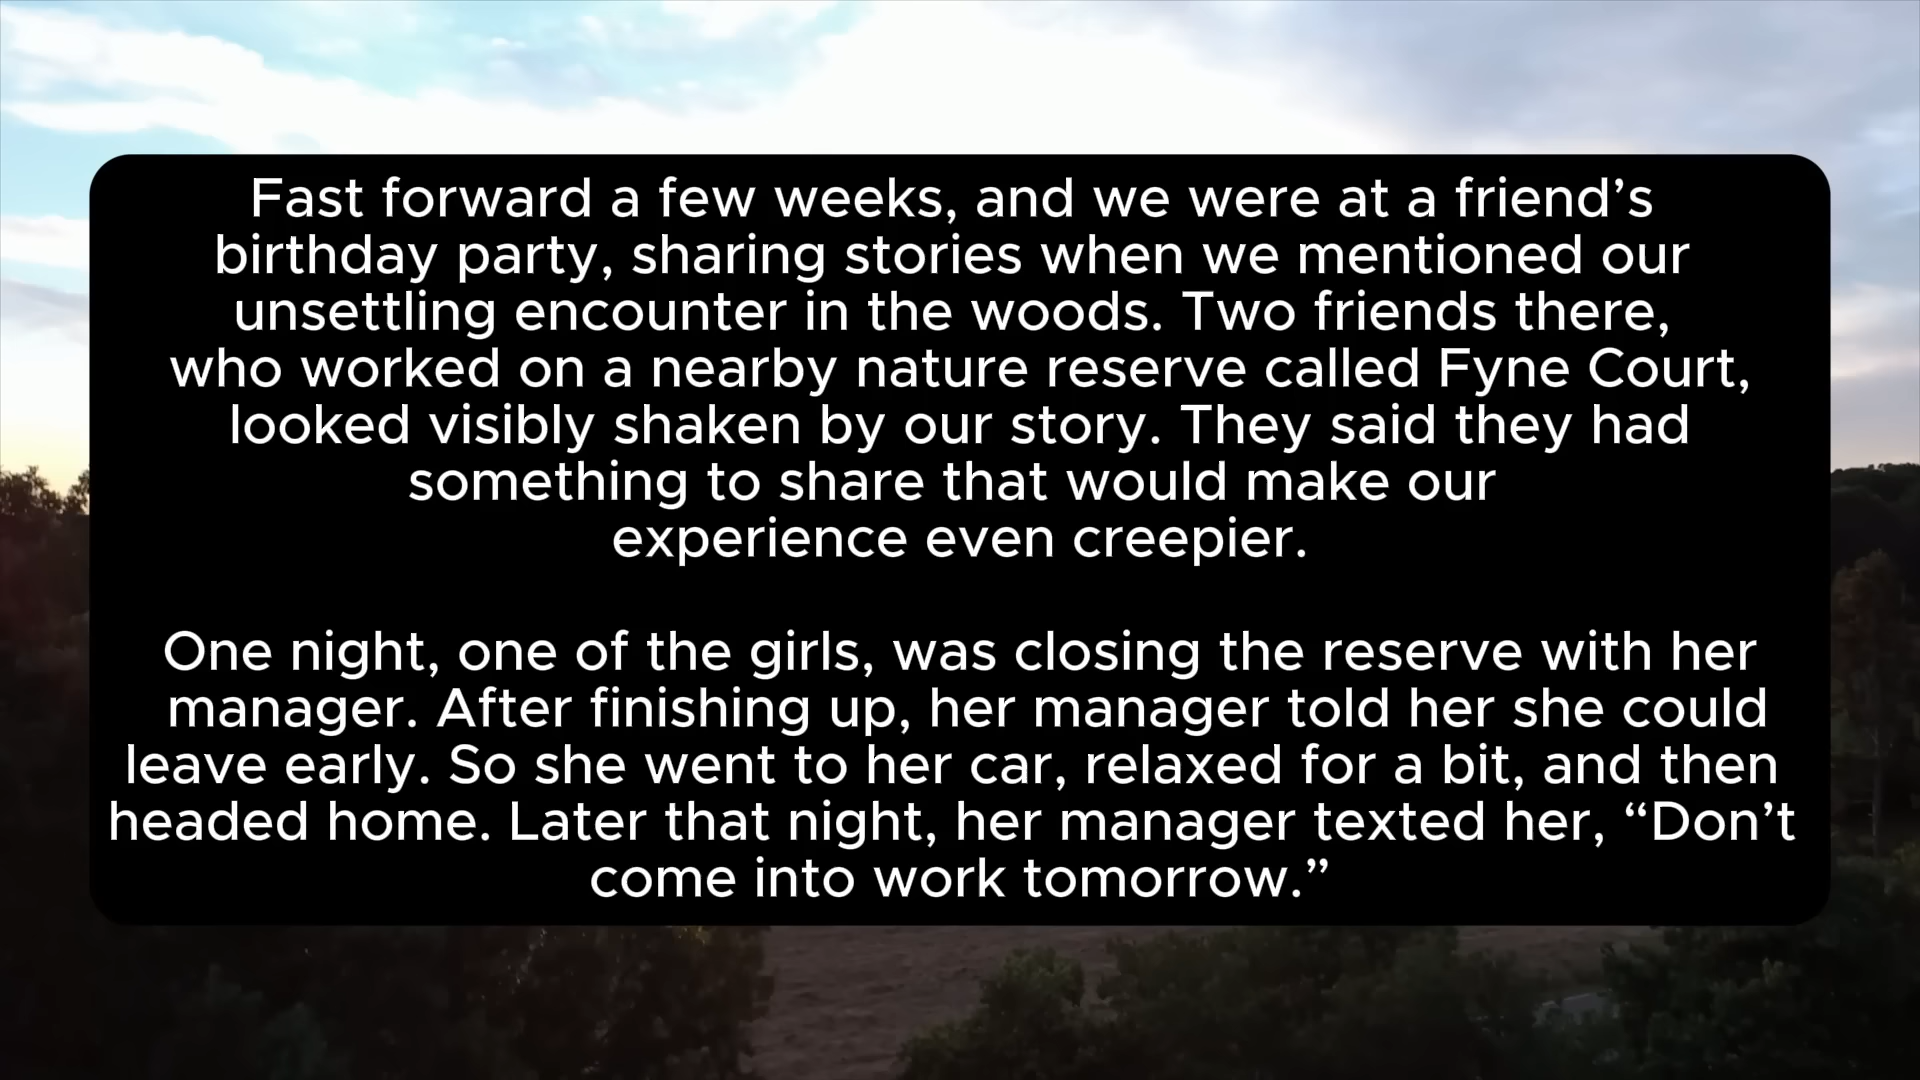 Fast forward a few weeks, and we were at a friend’s
birthday party, sharing stories when we mentioned our
unsettling encounter in the woods. Two friends there,
who worked on a nearby nature reserve called Fyne Court,
looked visibly shaken by our story. They said they had
something to share that would make our
experience even creepier.
One night, one of the girls, was closing the reserve with her
manager. After finishing up, her manager told her she could
leave early. So she went to her car, relaxed for a bit, and then
headed home. Later that night, her manager texted her, “Don’t
come into work tomorrow.”